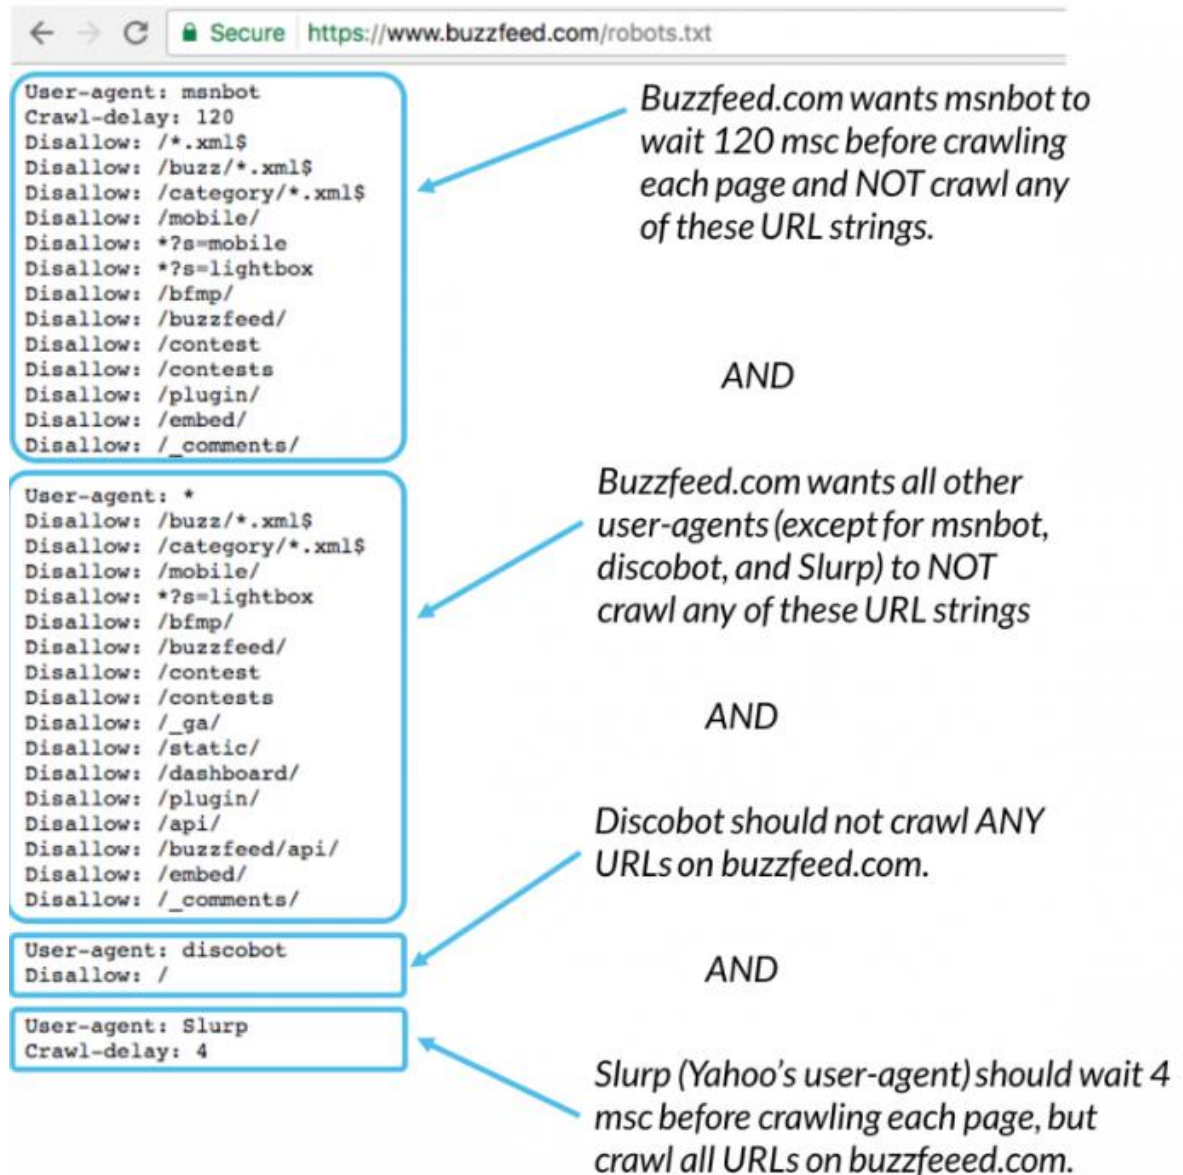 Secure https://www.buzzfeed.com/robots.txt
User-agent: msnbot
Crawl-delay: 120
Disallow: /*.xml$
Disallow: /buzz/*.xml$
Disallow: /category/*.xml$
Disallow: /mobile/
Disallow: *?s=mobile
Disallow: *?s=lightbox
Disallow: /bfmp/
Disallow: /buzzfeed/
Disallow: /contest
Disallow: /contests
Disallow: /plugin/
Disallow: /embed/
Disallow: /_comments/
Buzzfeed.com wants msnbot to
wait 120 msc before crawling
each page and NOT crawl any
of these URL strings.
AND
User-agent: *
Disallow: /buzz/*.xml$
Disallow: /category/*.xml$
Disallow: /mobile/
Disallow: *?s=lightbox
Disallow: /bfmp/
Disallow: /buzzfeed/
Disallow: /contest
Disallow: /contests
Disallow: /_ga/
Disallow: /static/
Disallow: /dashboard/
Disallow: /plugin/
Disallow: /api/
Disallow: /buzzfeed/api/
Disallow: /embed/
Disallow: /_comments/
Buzzfeed.com wants all other
user-agents (except for msnbot,
discobot, and Slurp) to NOT
crawl any of these URL strings
AND
User-agent: discobot
Disallow: /
Discobot should not crawl ANY
URLs on buzzfeed.com.
AND
User-agent: Slurp
Crawl-delay: 4
Slurp (Yahoo's user-agent) should wait 4
msc before crawling each page, but
crawl all URLs on buzzfeeed.com.